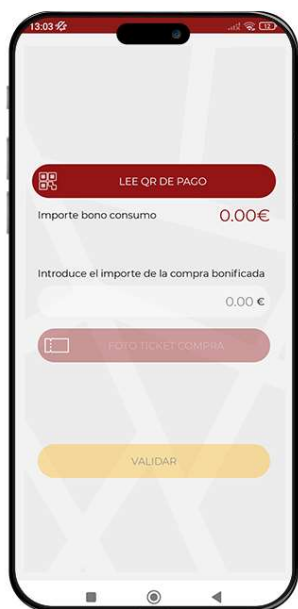 13:03
12
LEE QR DE PAGO
Importe bono consumo 0.00€
Introduce el importe de la compra bonificada
0.00 €
FOTO TICKET COMPRA
VALIDAR